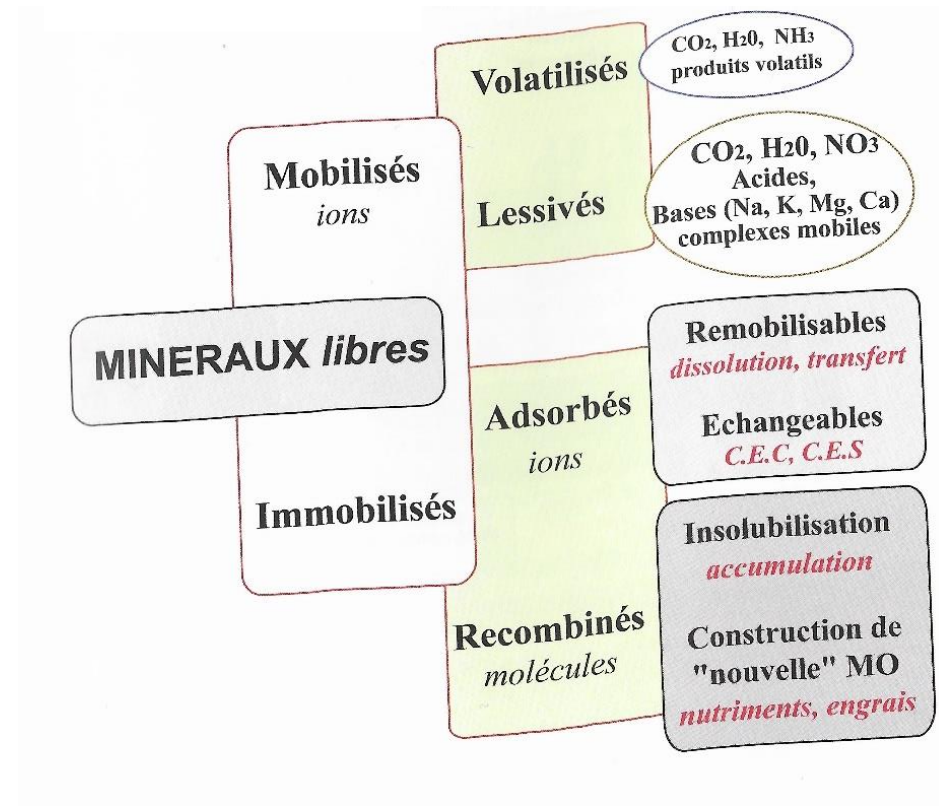 MINERAUX libres
Mobilisés
ions
Immobilisés
Volatilisés
Lessivés
Adsorbés
ions
Recombinés
molécules
CO2, H20, NH3
produits volatils
CO2, H20, NO3
Acides,
Bases (Na, K, Mg, Ca)
complexes mobiles
Remobilisables
dissolution, transfert
Echangeables
C.E.C, C.E.S
Insolubilisation
accumulation
Construction de
"nouvelle" MO
nutriments, engrais